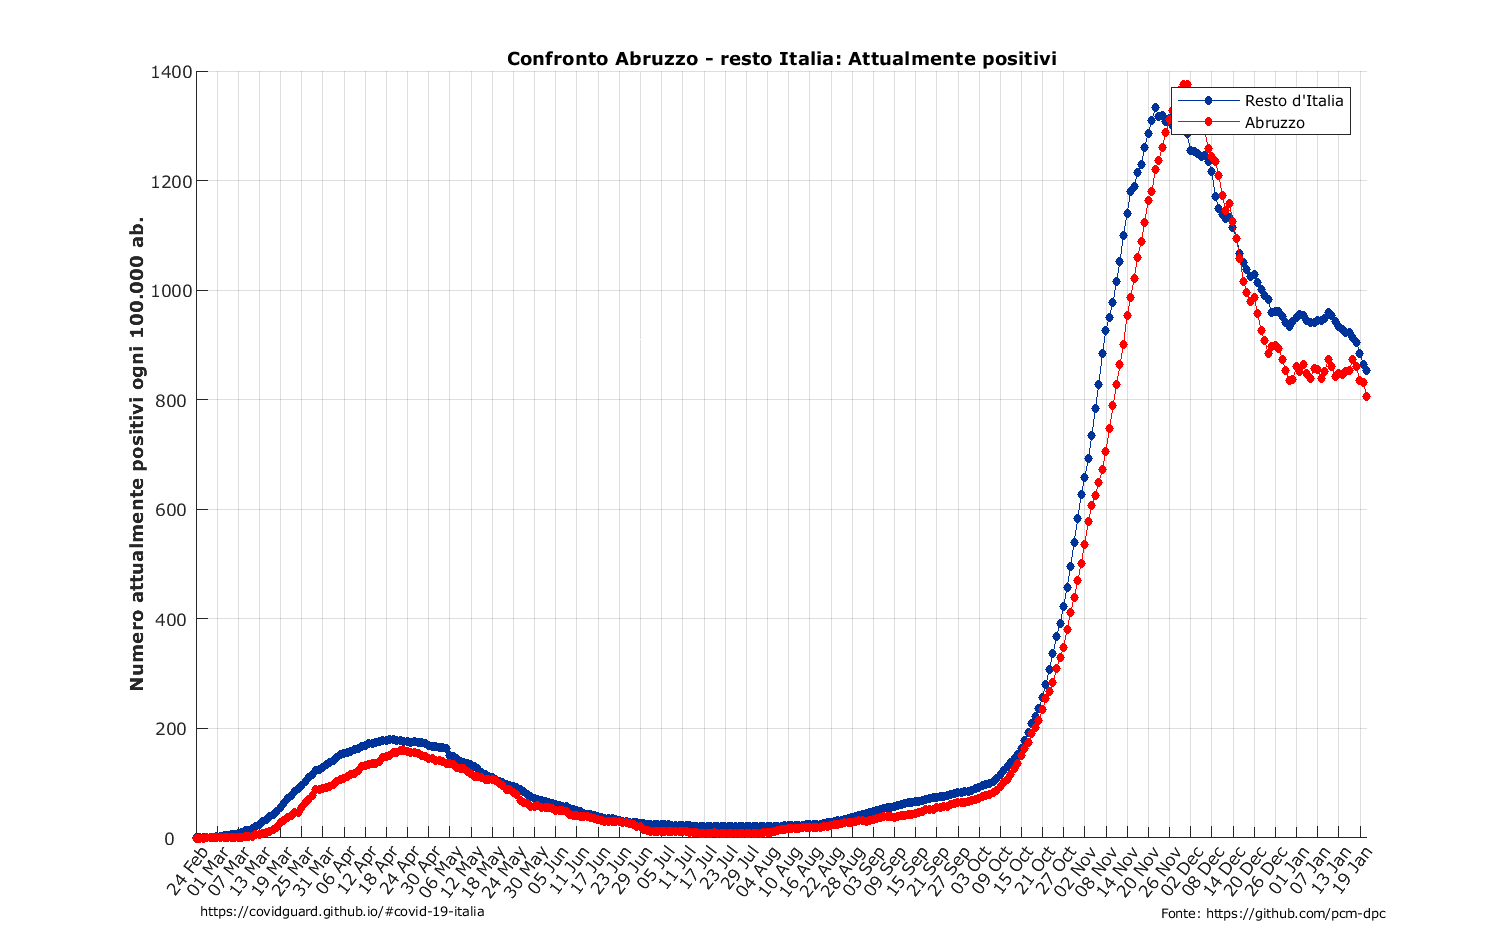 Confronto Abruzzo - resto Italia: Attualmente positivi
Numero attualmente positivi ogni 100.000 ab.
1400
1200
1000
800
600
400
200
0
Resto d'Italia
Abruzzo
24 Feb
01 Mar
07 Mar
13 Mar
19 Mar
25 Mar
31 Mar
06 Apr
12 Apr
18 Apr
24 Apr
30 Apr
06 May
12 May
18 May
24 May
30 May
05 Jun
11 Jun
17 Jun
23 Jun
29 Jun
05 Jul
11 Jul
17 Jul
23 Jul
29 Jul
04 Aug
10 Aug
16 Aug
22 Aug
28 Aug
03 Sep
09 Sep
15 Sep
21 Sep
27 Sep
03 Oct
09 Oct
15 Oct
21 Oct
27 Oct
02 Nov
08 Nov
14 Nov
20 Nov
26 Nov
02 Dec
08 Dec
14 Dec
20 Dec
26 Dec
01 Jan
07 Jan
13 Jan
19 Jan
https://covidguard.github.io/#covid-19-italia
Fonte: https://github.com/pcm-dpc